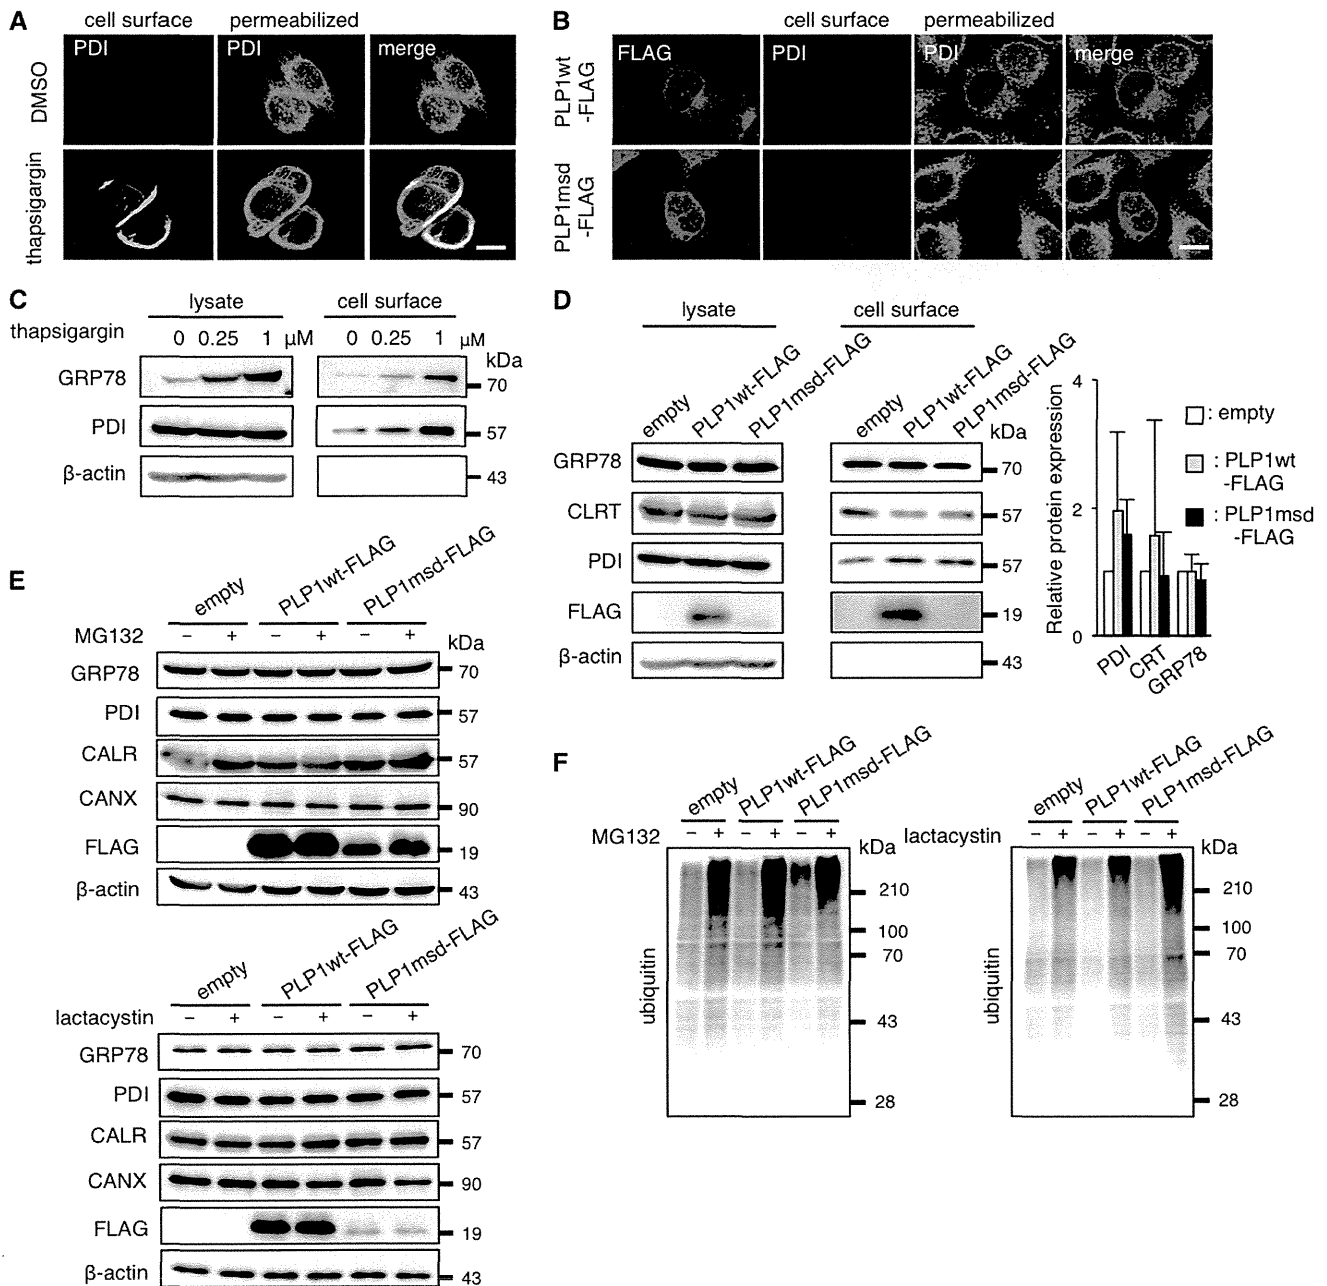 A
cell surface permeabilized
PDI PDI merge
DMSO
thapsigargin
B
cell surface permeabilized
FLAG PDI PDI merge
PLP1wt
-FLAG
PLP1msd
-FLAG
C
lysate cell surface
thapsigargin 0 0.25 1 μM 0 0.25 1 μM
kDa
GRP78 70
PDI 57
β-actin 43
D
lysate cell surface
empty PLP1wt-FLAG PLP1msd-FLAG empty PLP1wt-FLAG PLP1msd-FLAG
kDa
GRP78 70
CLRT 57
PDI 57
FLAG 19
β-actin 43
Relative protein expression
4
2
0
PDI CRT GRP78
: empty
: PLP1wt
-FLAG
: PLP1msd
-FLAG
E
empty PLP1wt-FLAG PLP1msd-FLAG
MG132 − + − + − + kDa
GRP78 70
PDI 57
CALR 57
CANX 90
FLAG 19
β-actin 43
empty PLP1wt-FLAG PLP1msd-FLAG
lactacystin − + − + − +
GRP78 70
PDI 57
CALR 57
CANX 90
FLAG 19
β-actin 43
F
empty PLP1wt-FLAG PLP1msd-FLAG
MG132 − + − + − +
kDa
210
100
70
43
28
ubiquitin
empty PLP1wt-FLAG PLP1msd-FLAG
lactacystin − + − + − +
kDa
210
100
70
43
28
ubiquitin